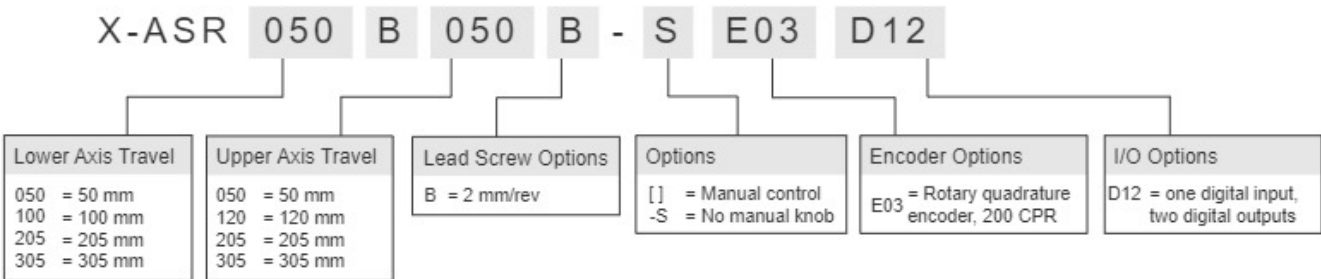 X-ASR 050 B 050 B - S E03 D12
Lower Axis Travel
050 = 50 mm
100 = 100 mm
205 = 205 mm
305 = 305 mm
Upper Axis Travel
050 = 50 mm
120 = 120 mm
205 = 205 mm
305 = 305 mm
Lead Screw Options
B = 2 mm/rev
Options
[ ] = Manual control
-S = No manual knob
Encoder Options
E03 = Rotary quadrature
encoder, 200 CPR
I/O Options
D12 = one digital input,
two digital outputs